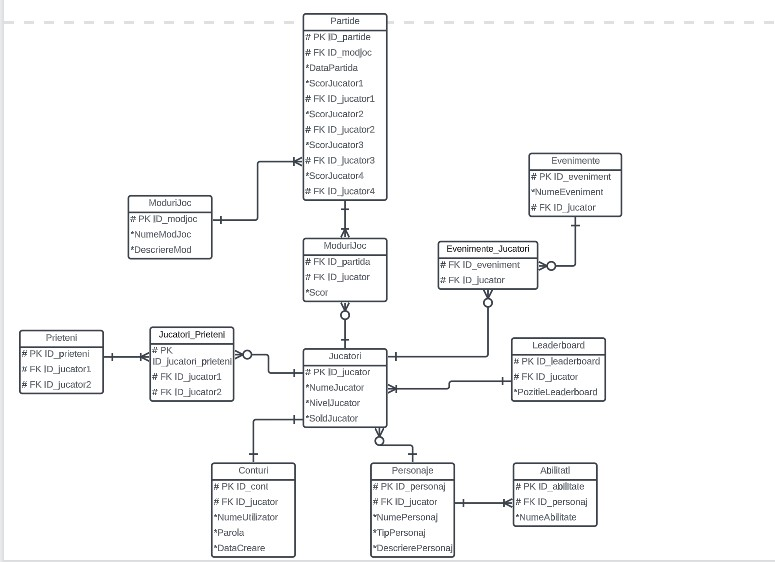 Partide
# PK ID_partide
# FK ID_modjoc
*DataPartida
*ScorJucator1
# FK ID_jucator1
*ScorJucator2
# FK ID_jucator2
*ScorJucator3
# FK ID_jucator3
*ScorJucator4
# FK ID_jucator4
Evenimente
# PK ID_eveniment
*NumeEveniment
# FK ID_jucator
ModuriJoc
# PK ID_modjoc
*NumeModJoc
*DescriereMod
ModuriJoc
# FK ID_partida
# FK ID_jucator
*Scor
Evenimente_Jucatori
# FK ID_eveniment
# FK ID_jucator
Prieteni
# PK ID_prieteni
# FK ID_jucator1
# FK ID_jucator2
Jucatori_Prieteni
# PK
ID_jucatori_prieteni
# FK ID_jucator1
# FK ID_jucator2
Jucatori
# PK ID_jucator
*NumeJucator
*NivelJucator
*SoldJucator
Leaderboard
# PK ID_leaderboard
# FK ID_jucator
*PozitieLeaderboard
Conturi
# PK ID_cont
# FK ID_jucator
*NumeUtilizator
*Parola
*DataCreare
Personaje
# PK ID_personaj
# FK ID_jucator
*NumePersonaj
*TipPersonaj
*DescrierePersonaj
Abilitati
# PK ID_abilitate
# FK ID_personaj
*NumeAbilitate